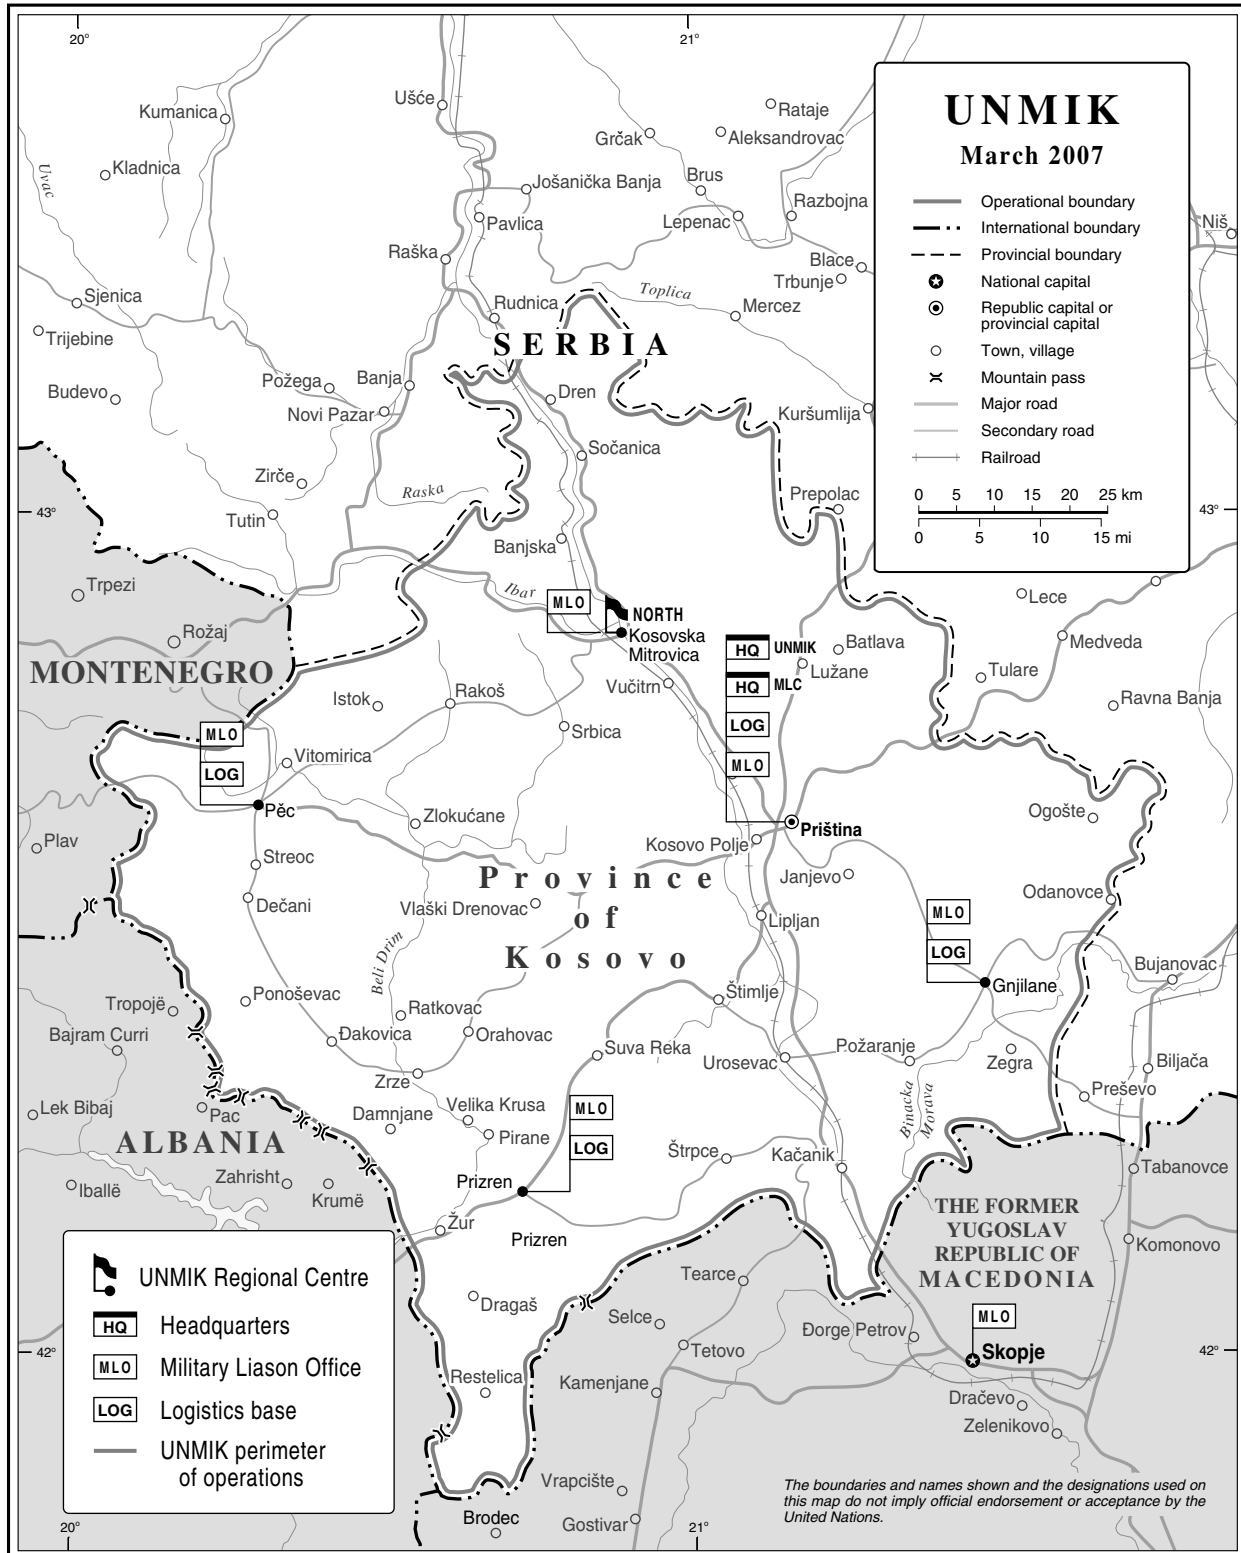 20°
21°
UNMIK
March 2007
Operational boundary
International boundary
Provincial boundary
National capital
Republic capital or
provincial capital
Town, village
Mountain pass
Major road
Secondary road
Railroad
0 5 10 15 20 25 km
0 5 10 15 mi
Ušće
Kumanica
Kladnica
Uvac
Rataje
Grčak
Aleksandrovac
Jošanička Banja
Brus
Razbojna
Pavlica
Lepenac
Niš
Raška
Blace
Trbunje
Sjenica
Rudnica
Toplica
Mercez
Trijebine
SERBIA
Budevo
Požega
Banja
Dren
Novi Pazar
Kuršumlija
Sočanica
Zirče
Raska
Prepolac
43°
43°
Tutin
Banjska
Trpezi
Ibar
MLO
NORTH
Lece
Rožaj
Kosovska
Mitrovica
HQ UNMIK
Batlava
Medveda
MONTENEGRO
Lužane
Vučitrn
HQ MLC
Tulare
Istok
Rakoš
Ravna Banja
MLO
LOG
Srbica
Vitomirica
LOG
MLO
Pěc
Zlokućane
Ogošte
Priština
Plav
Kosovo Polje
Streoc
Janjevo
Province
of
Kosovo
Dečani
Vlaški Drenovac
Odanovce
Lipljan
MLO
Beli Drim
LOG
Bujanovac
Gnjilane
Tropojë
Ponoševac
Štimlje
Ratkovac
Bajram Curri
Đakovica
Orahovac
Suva Reka
Urosevac
Požaranje
Zegra
Biljača
Zrze
Preševo
Lek Bibaj
Pac
Damnjane
Velika Krusa
MLO
Binacka
Morava
ALBANIA
Pirane
LOG
Štrpce
Kačanik
Tabanovce
Iballë
Zahrisht
Krumë
Prizren
THE FORMER
YUGOSLAV
REPUBLIC OF
MACEDONIA
Žur
Prizren
Komonovo
UNMIK Regional Centre
HQ Headquarters
MLO Military Liason Office
LOG Logistics base
UNMIK perimeter
of operations
Tearce
Dragaš
Selce
MLO
Đorge Petrov
42°
42°
Tetovo
Skopje
Restelica
Kamenjane
Dračevo
Zelenikovo
Vrapcište
Brodec
Gostivar
The boundaries and names shown and the designations used on
this map do not imply official endorsement or acceptance by the
United Nations.
20°
21°